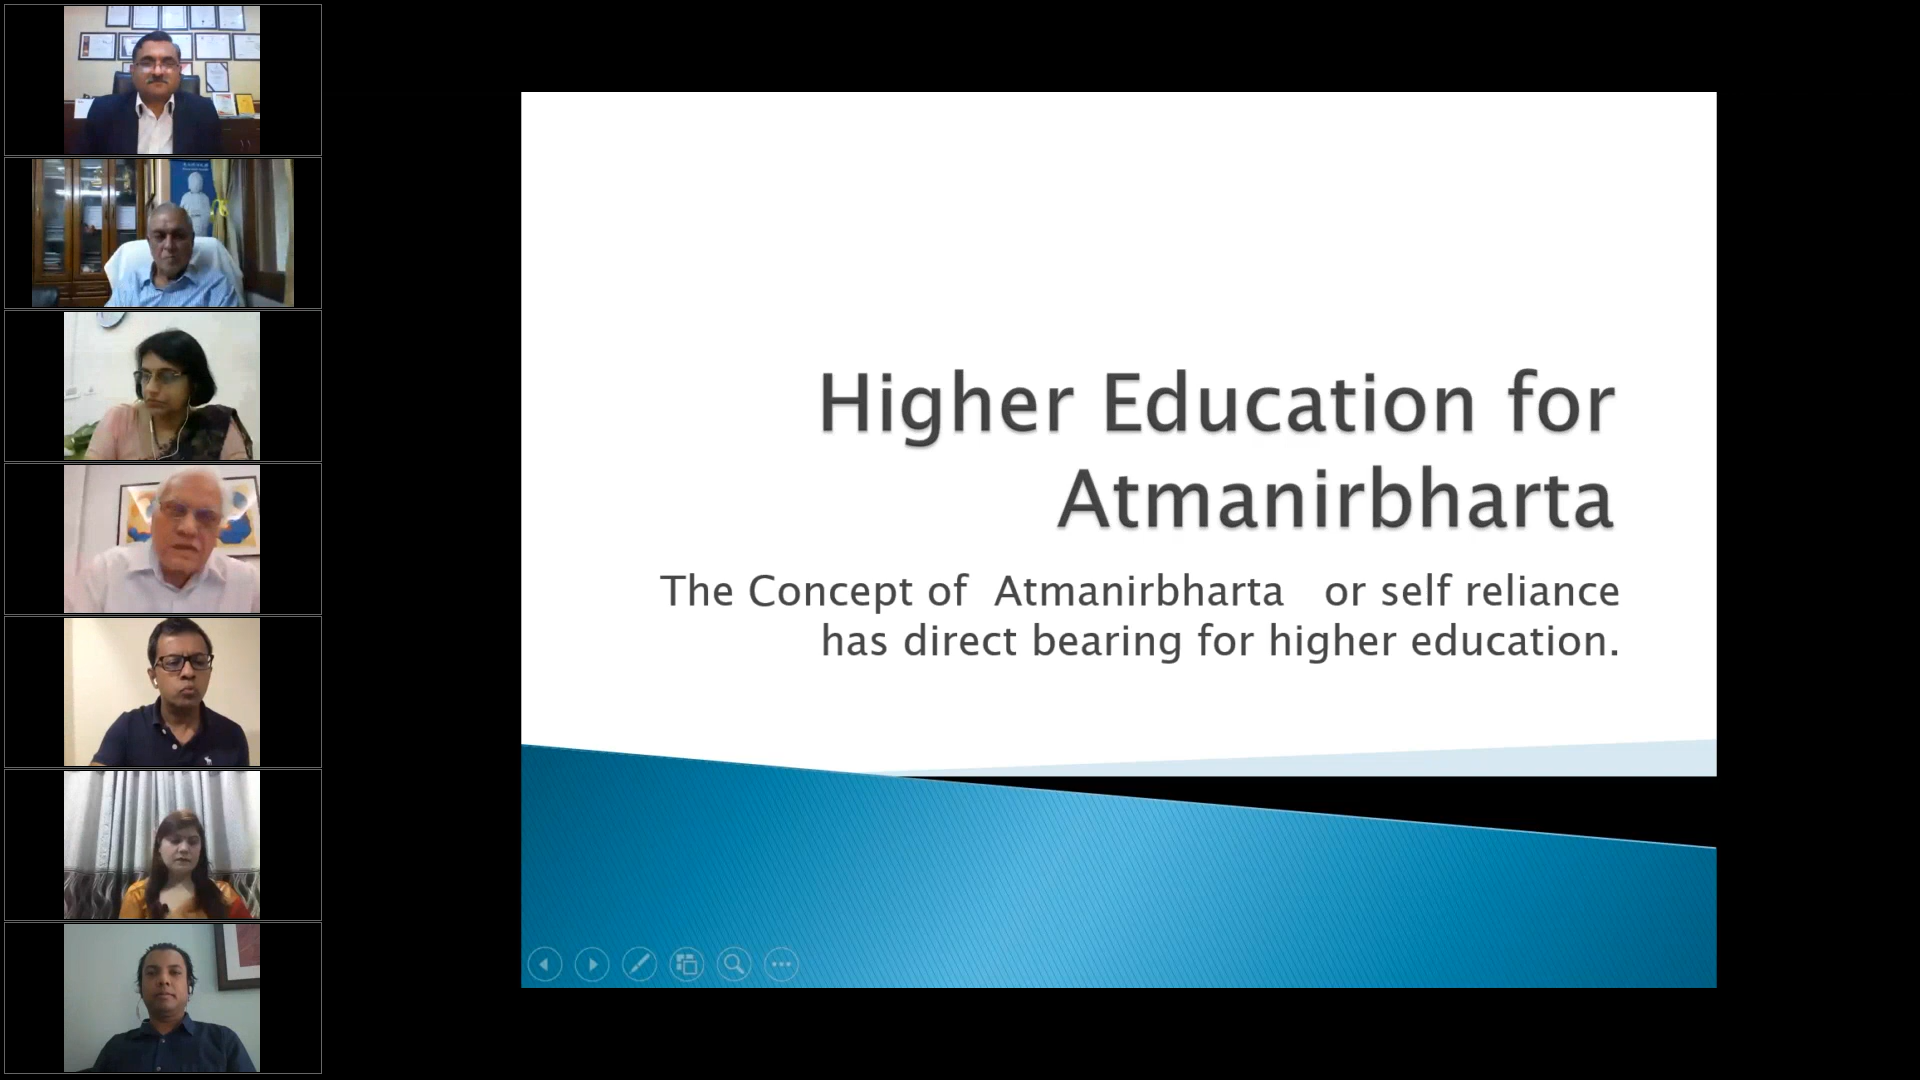 Higher Education for
Atmanirbharta
The Concept of Atmanirbharta or self reliance
has direct bearing for higher education.